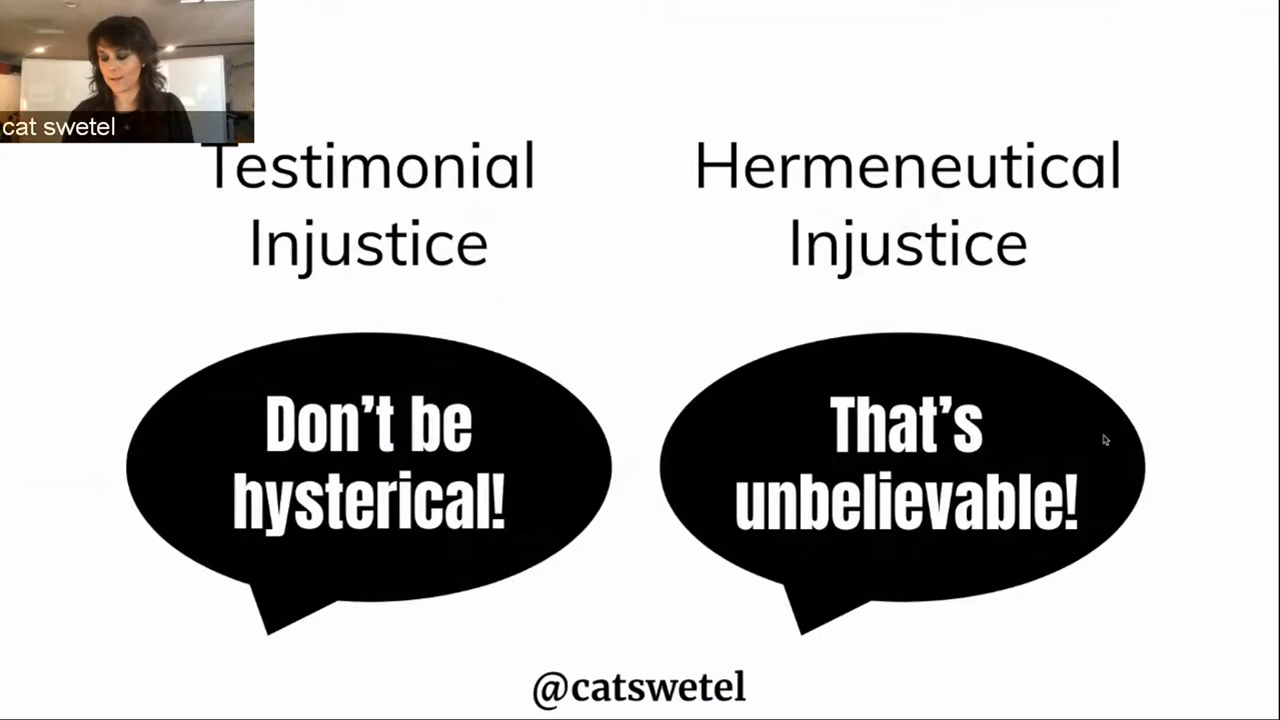 cat swetel
Testimonial
Injustice
Hermeneutical
Injustice
Don't be
hysterical!
That's
unbelievable!
@catswetel